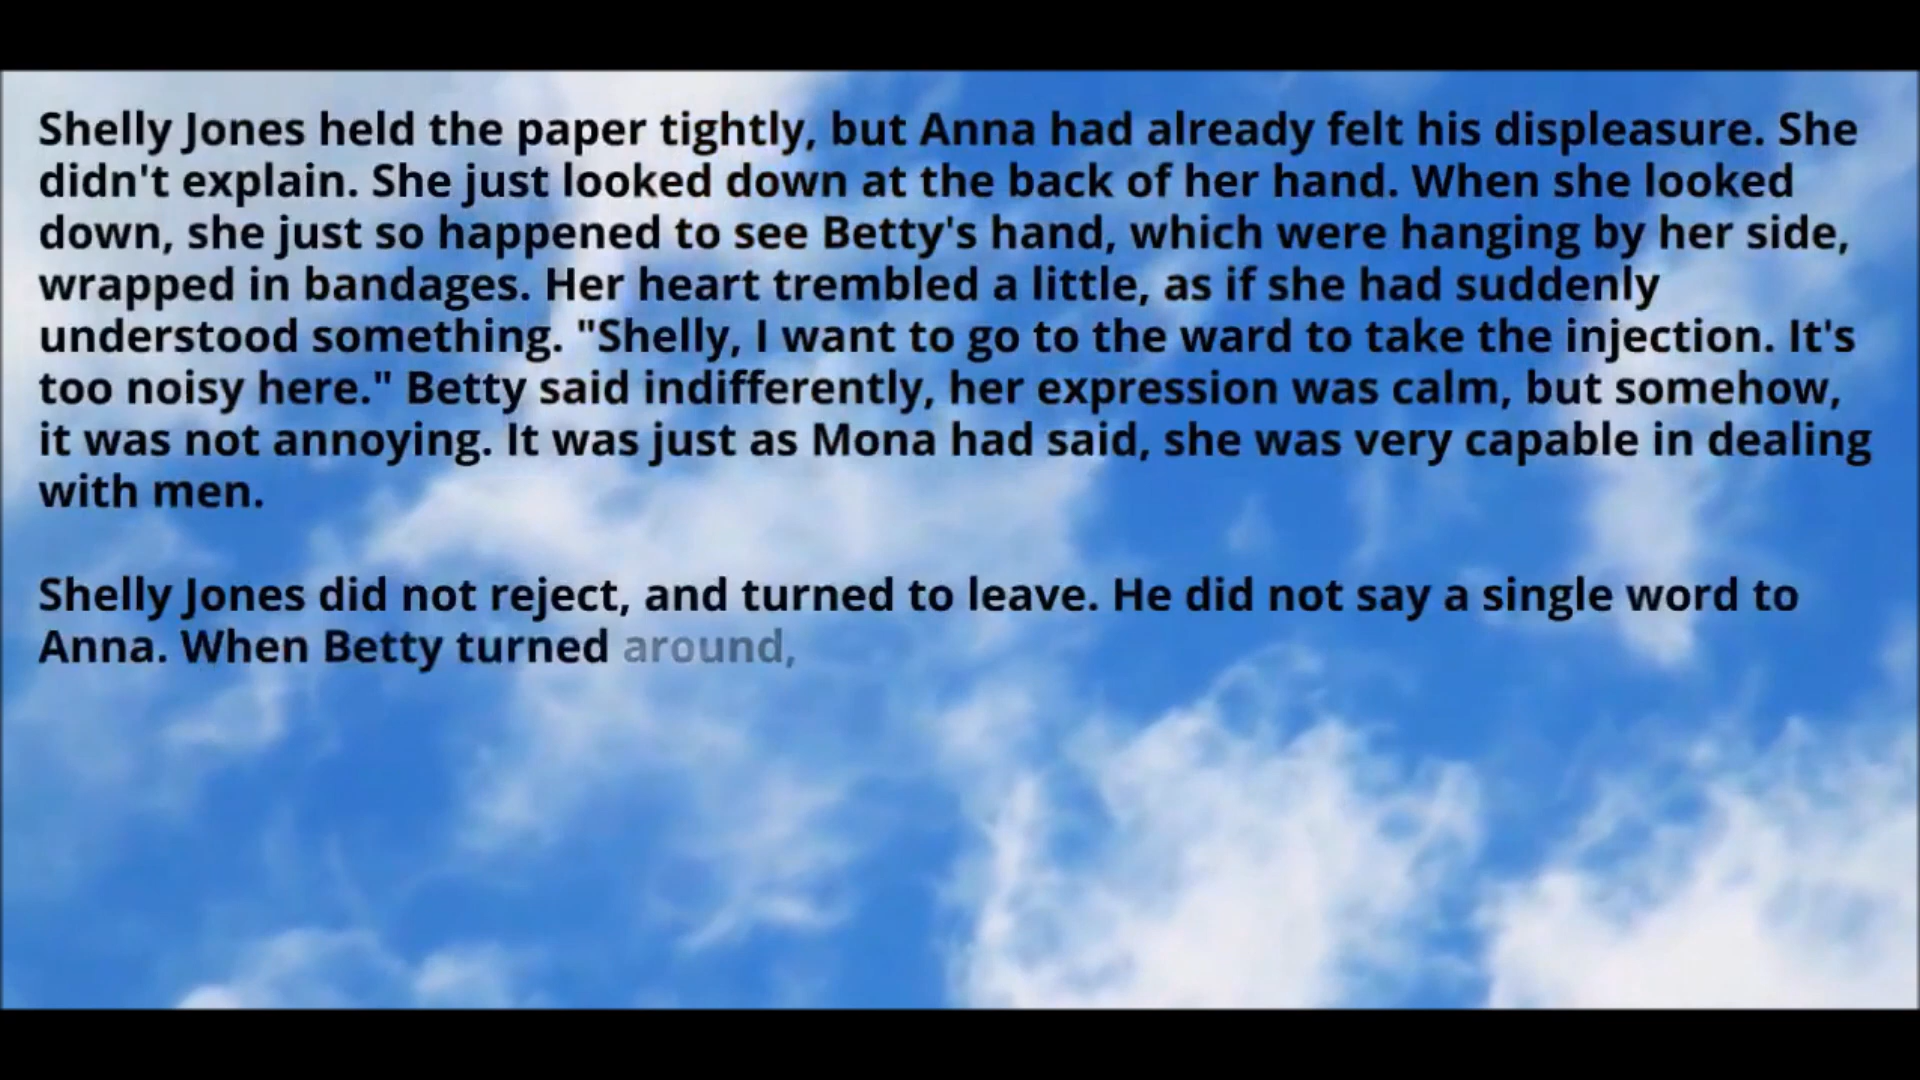 Shelly Jones held the paper tightly, but Anna had already felt his displeasure. She
didn't explain. She just looked down at the back of her hand. When she looked
down, she just so happened to see Betty's hand, which were hanging by her side,
wrapped in bandages. Her heart trembled a little, as if she had suddenly
understood something. "Shelly, I want to go to the ward to take the injection. It's
too noisy here." Betty said indifferently, her expression was calm, but somehow,
it was not annoying. It was just as Mona had said, she was very capable in dealing
with men.
Shelly Jones did not reject, and turned to leave. He did not say a single word to
Anna. When Betty turned around,